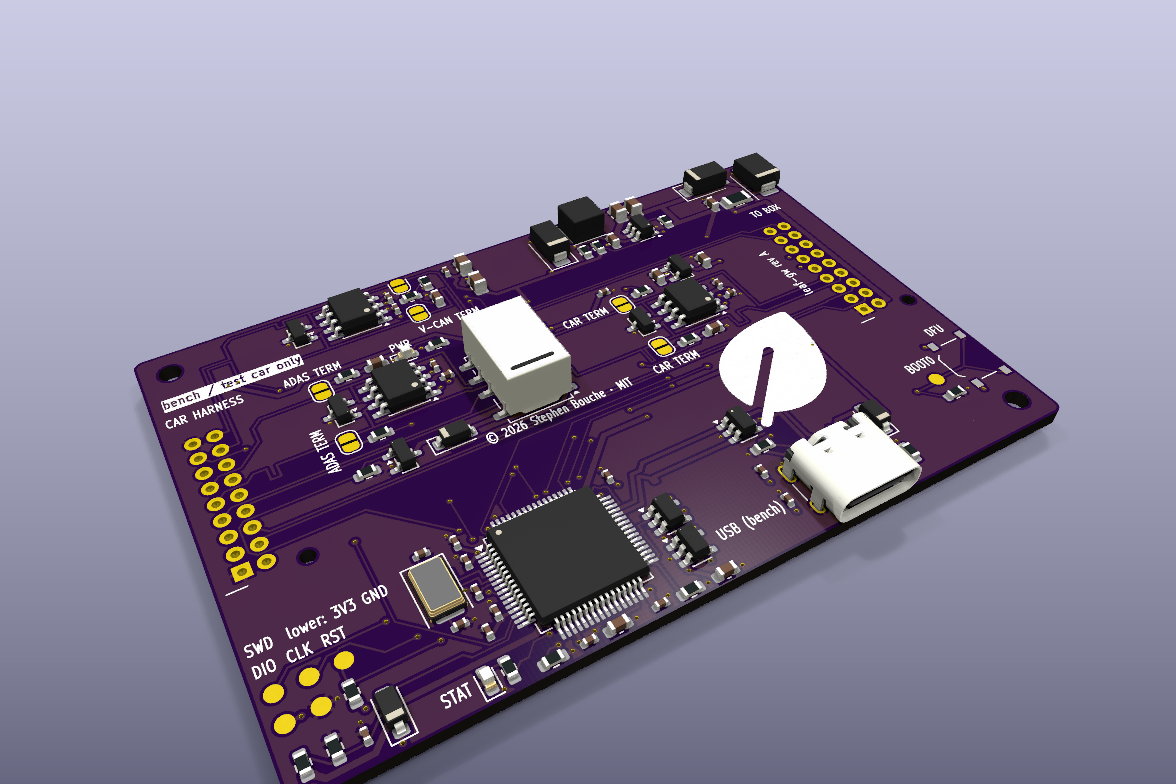 TO BOX
leaf-gw rev A
V-CAN TERM
CAR TERM
CAR TERM
DFU
BOOT0
PWR
bench / test car only
ADAS TERM
CAR HARNESS
ADAS TERM
© 2026 Stephen Bouche - MIT
USB (bench)
SWD lower: 3V3 GND
DIO CLK RST
STAT